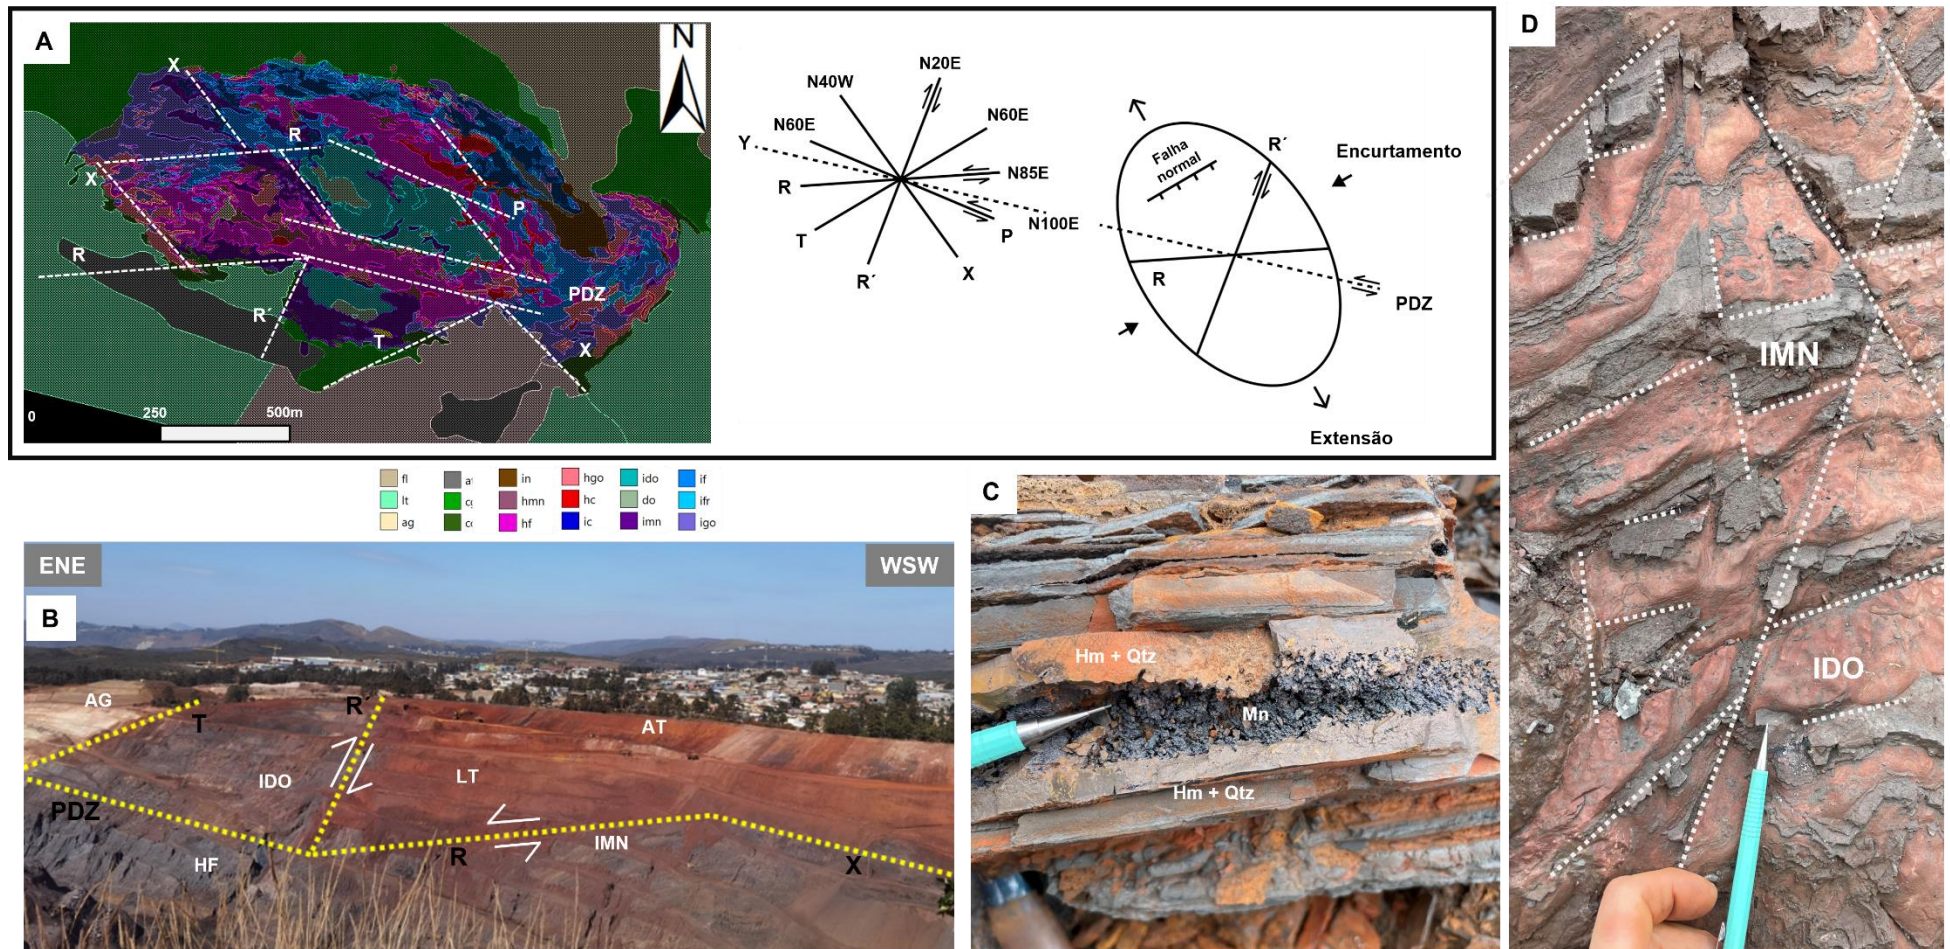 A
N
X
R
X
P
R
PDZ
R´
T
X
0
250
500m
N20E
N40W
N60E
N60E
Y
N85E
R
N100E
P
T
R´
X
R´
Encurtamento
Falha
normal
R
PDZ
Extensão
fl
in
hgo
ido
if
lt
hmn
hc
do
ifr
ag
hf
ic
imn
igo
B
ENE
WSW
AG
T
R´
AT
IDO
LT
PDZ
HF
R
IMN
X
C
Hm + Qtz
Mn
Hm + Qtz
D
IMN
IDO